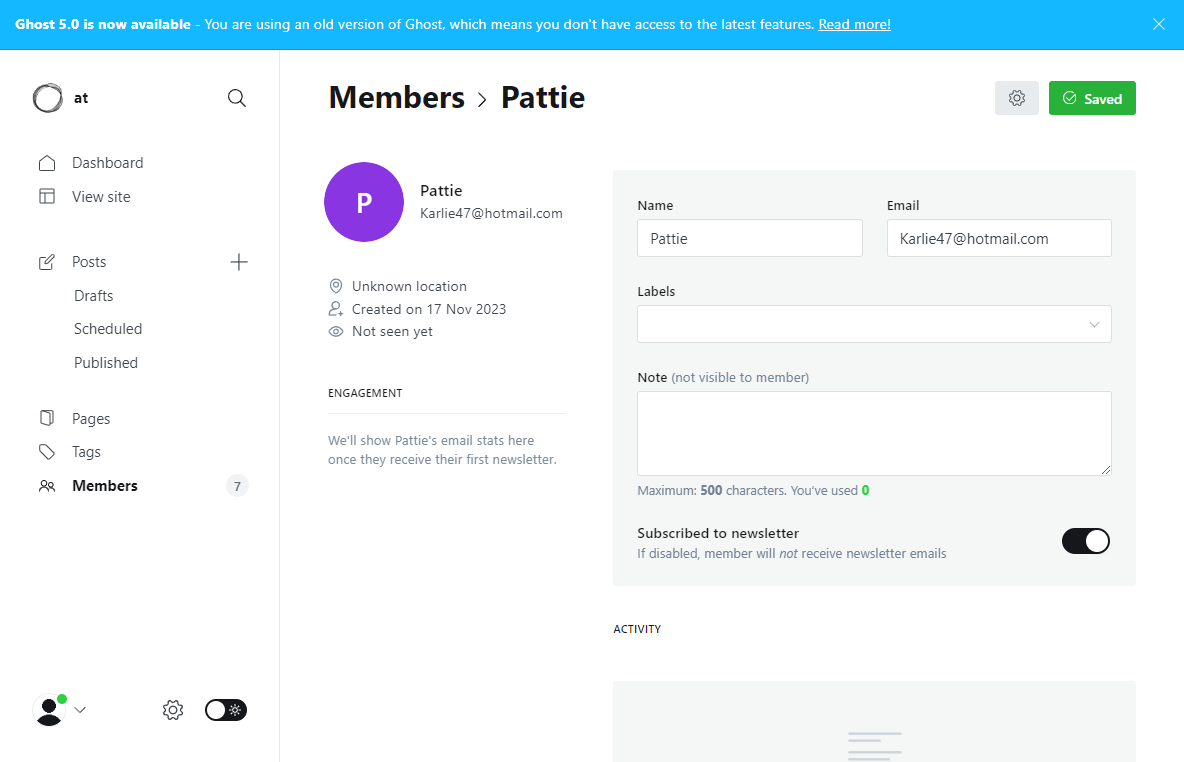 Ghost 5.0 is now available - You are using an old version of Ghost, which means you don't have access to the latest features. Read more!
at
Dashboard
View site
Posts
Drafts
Scheduled
Published
Pages
Tags
Members 7
Members > Pattie
Saved
P
Pattie
Karlie47@hotmail.com
Unknown location
Created on 17 Nov 2023
Not seen yet
ENGAGEMENT
We'll show Pattie's email stats here
once they receive their first newsletter.
Name
Pattie
Email
Karlie47@hotmail.com
Labels
Note (not visible to member)
Maximum: 500 characters. You've used 0
Subscribed to newsletter
If disabled, member will not receive newsletter emails
ACTIVITY